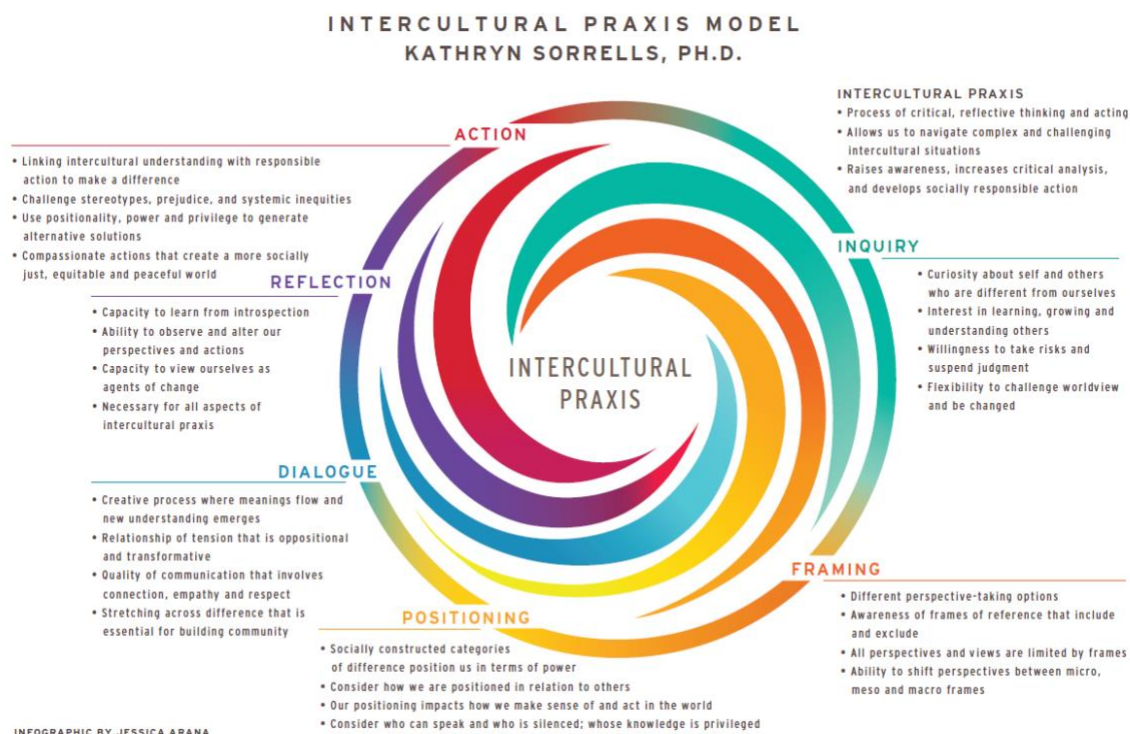 INTERCULTURAL PRAXIS MODEL
KATHRYN SORRELLS, PH.D.
INTERCULTURAL PRAXIS
• Process of critical, reflective thinking and acting
• Allows us to navigate complex and challenging
intercultural situations
• Raises awareness, increases critical analysis,
and develops socially responsible action
INQUIRY
• Curiosity about self and others
who are different from ourselves
• Interest in learning, growing and
understanding others
• Willingness to take risks and
suspend judgment
• Flexibility to challenge worldview
and be changed
FRAMING
• Different perspective-taking options
• Awareness of frames of reference that include
and exclude
• All perspectives and views are limited by frames
• Ability to shift perspectives between micro,
meso and macro frames
POSITIONING
• Socially constructed categories
of difference position us in terms of power
• Consider how we are positioned in relation to others
• Our positioning impacts how we make sense of and act in the world
• Consider who can speak and who is silenced; whose knowledge is privileged
DIALOGUE
• Creative process where meanings flow and
new understanding emerges
• Relationship of tension that is oppositional
and transformative
• Quality of communication that involves
connection, empathy and respect
• Stretching across difference that is
essential for building community
REFLECTION
• Capacity to learn from introspection
• Ability to observe and alter our
perspectives and actions
• Capacity to view ourselves as
agents of change
• Necessary for all aspects of
intercultural praxis
ACTION
• Linking intercultural understanding with responsible
action to make a difference
• Challenge stereotypes, prejudice, and systemic inequities
• Use positionality, power and privilege to generate
alternative solutions
• Compassionate actions that create a more socially
just, equitable and peaceful world
INTERCULTURAL
PRAXIS
INFOGRAPHIC BY JESSICA ARANA